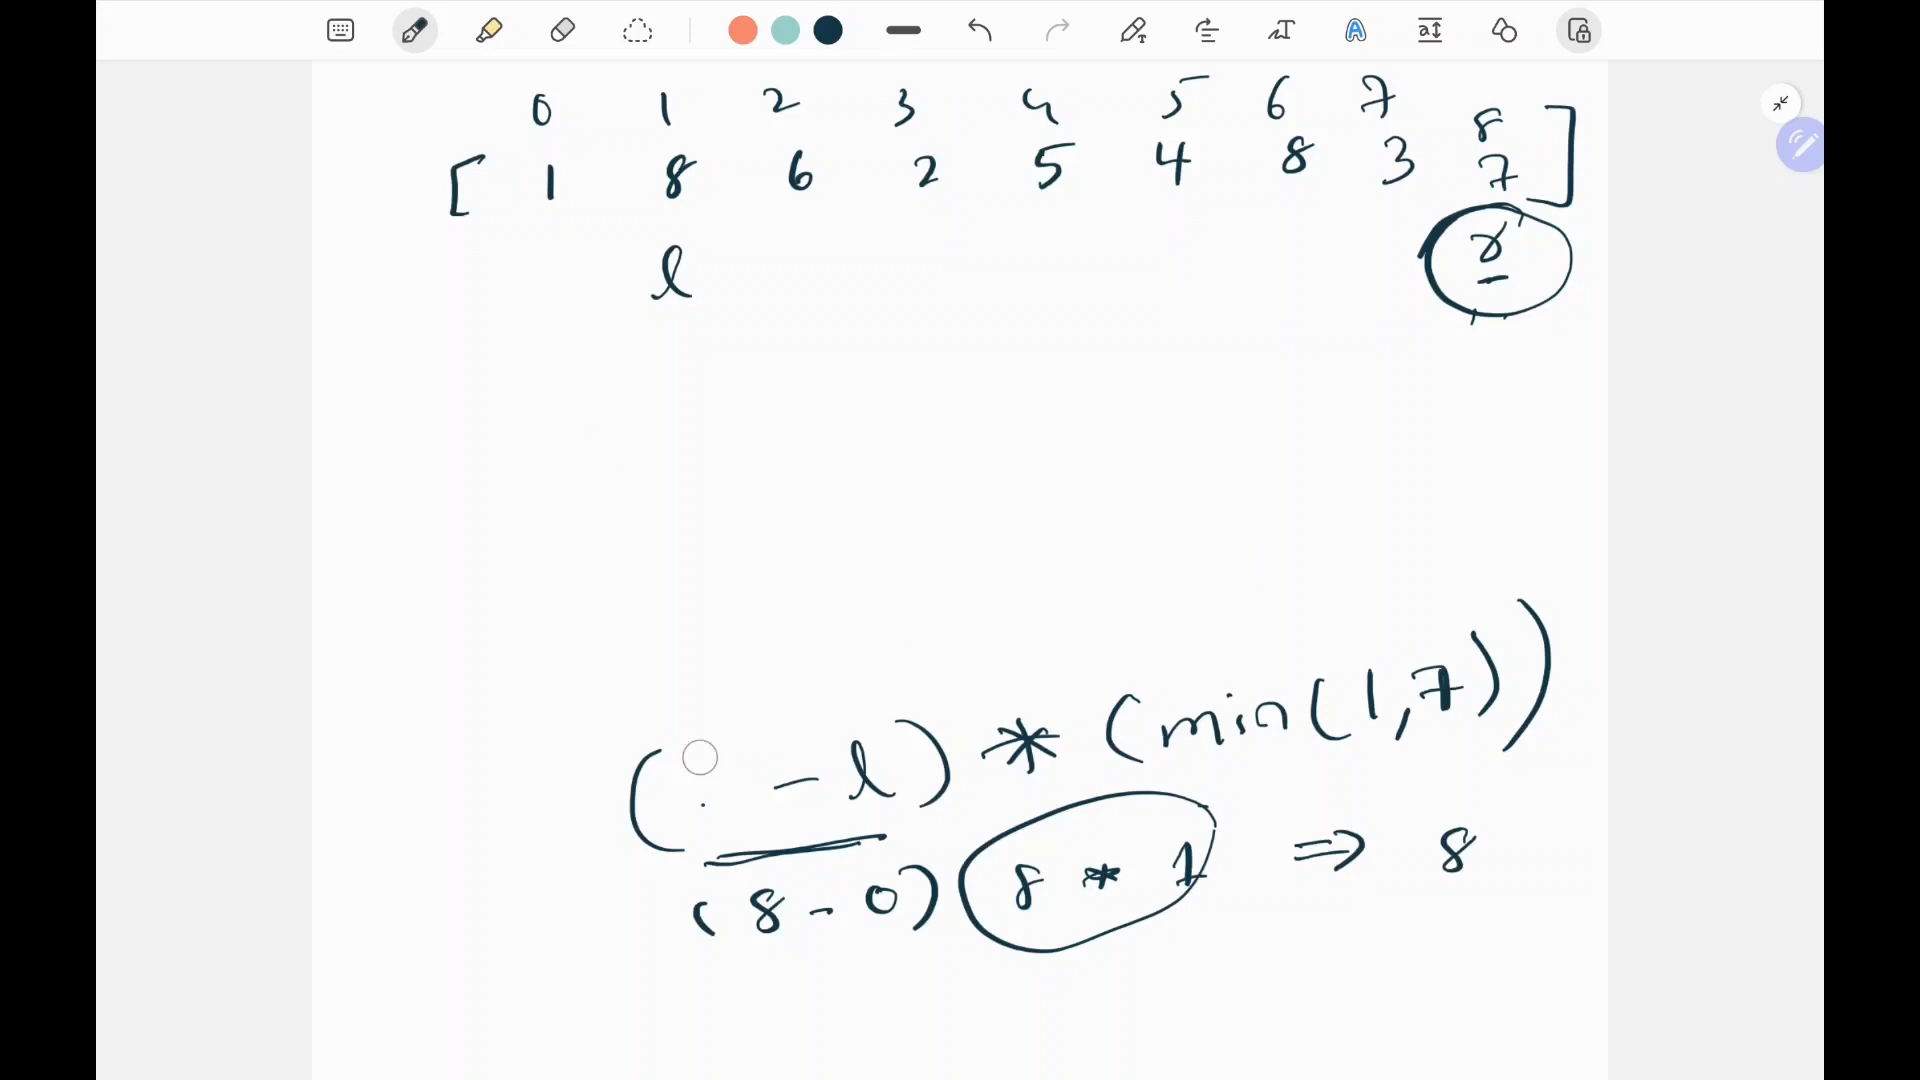 0 1 2 3 4 5 6 7 8
[ 1 8 6 2 5 4 8 3 7 ]
l r
( - l) * (min(1,7))
(8 - 0) 8 * 1 ⇒ 8